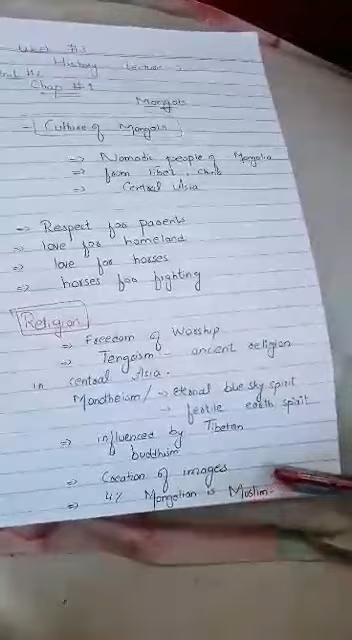 History Lecture
Chap #1
Mongols
Culture of Mongols
⇒ Nomadic people of Mongolia
⇒ from Tibet, China
⇒ Central Asia
⇒ Respect for parents
⇒ love for homeland
⇒ love for horses
⇒ horses for fighting
Religion
⇒ Freedom of Worship
⇒ Tengrism - ancient religion
in central Asia.
→ eternal blue sky spirit
→ fertile earth spirit
⇒ influenced by Tibetan
buddhism
⇒ Creation of images
⇒ 4% Mongolian is Muslim.